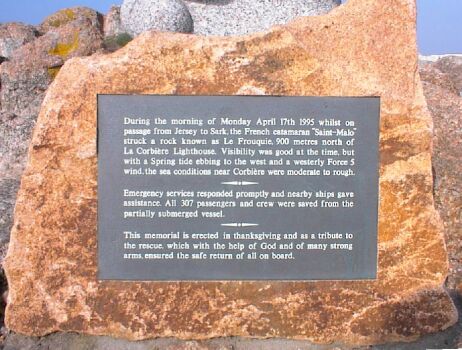 During the morning of Monday April 17th 1995 whilst on
passage from Jersey to Sark, the French catamaran "Saint-Malo"
struck a rock known as Le Frouquie, 900 metres north of
La Corbière Lighthouse. Visibility was good at the time, but
with a Spring tide ebbing to the west and a westerly Force 5
wind, the sea conditions near Corbière were moderate to rough.
Emergency services responded promptly and nearby ships gave
assistance. All 307 passengers and crew were saved from the
partially submerged vessel.
This memorial is erected in thanksgiving and as a tribute to
the rescue, which with the help of God and of many strong
arms, ensured the safe return of all on board.